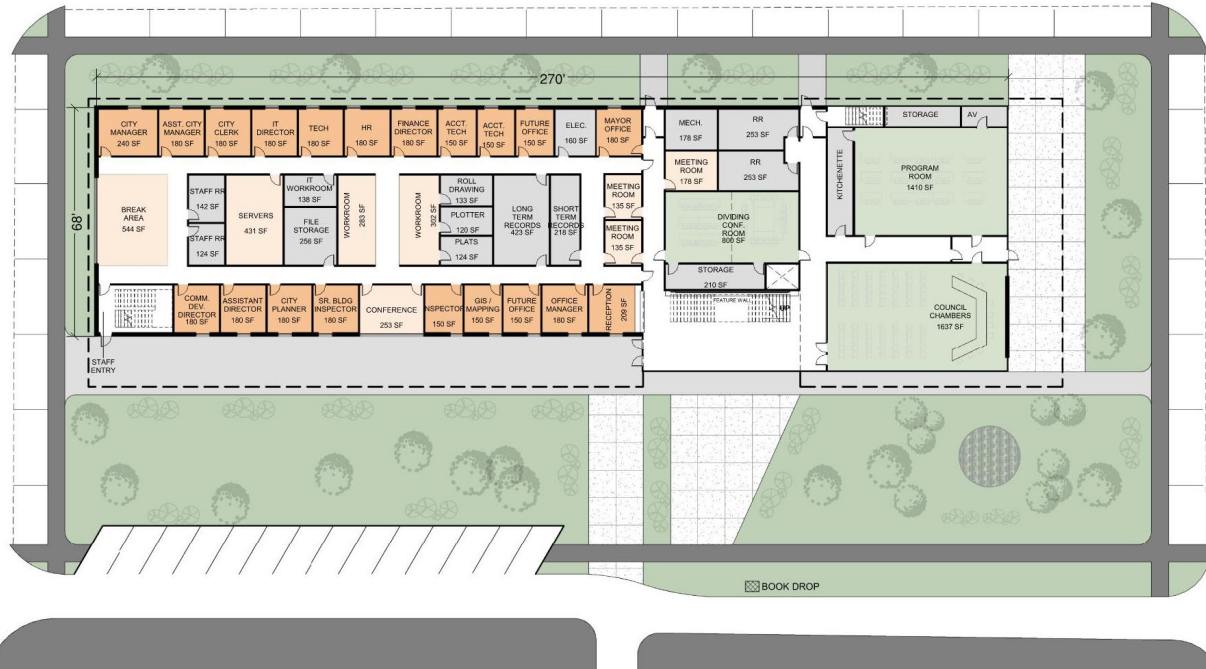 270'
68'
CITY
MANAGER
240 SF
ASST. CITY
MANAGER
180 SF
CITY
CLERK
180 SF
IT
DIRECTOR
180 SF
TECH
180 SF
HR
180 SF
FINANCE
DIRECTOR
180 SF
ACCT.
TECH
150 SF
ACCT.
TECH
150 SF
FUTURE
OFFICE
150 SF
ELEC.
160 SF
MAYOR
OFFICE
180 SF
MECH.
178 SF
RR
253 SF
STORAGE
AV
BREAK
AREA
544 SF
STAFF RR
142 SF
STAFF RR
124 SF
SERVERS
431 SF
IT
WORKROOM
138 SF
FILE
STORAGE
256 SF
WORKROOM
283 SF
WORKROOM
302 SF
ROLL
DRAWING
133 SF
PLOTTER
120 SF
PLATS
124 SF
LONG
TERM
RECORDS
423 SF
SHORT
TERM
RECORDS
218 SF
MEETING
ROOM
135 SF
MEETING
ROOM
135 SF
MEETING
ROOM
178 SF
RR
253 SF
DIVIDING
CONF.
ROOM
800 SF
STORAGE
210 SF
FEATURE WALL
UP
KITCHENETTE
PROGRAM
ROOM
1410 SF
COUNCIL
CHAMBERS
1637 SF
COMM.
DEV.
DIRECTOR
180 SF
ASSISTANT
DIRECTOR
180 SF
CITY
PLANNER
180 SF
SR. BLDG
INSPECTOR
180 SF
CONFERENCE
253 SF
NSPECTOR
150 SF
GIS /
MAPPING
150 SF
FUTURE
OFFICE
150 SF
OFFICE
MANAGER
180 SF
RECEPTION
209 SF
STAFF
ENTRY
BOOK DROP